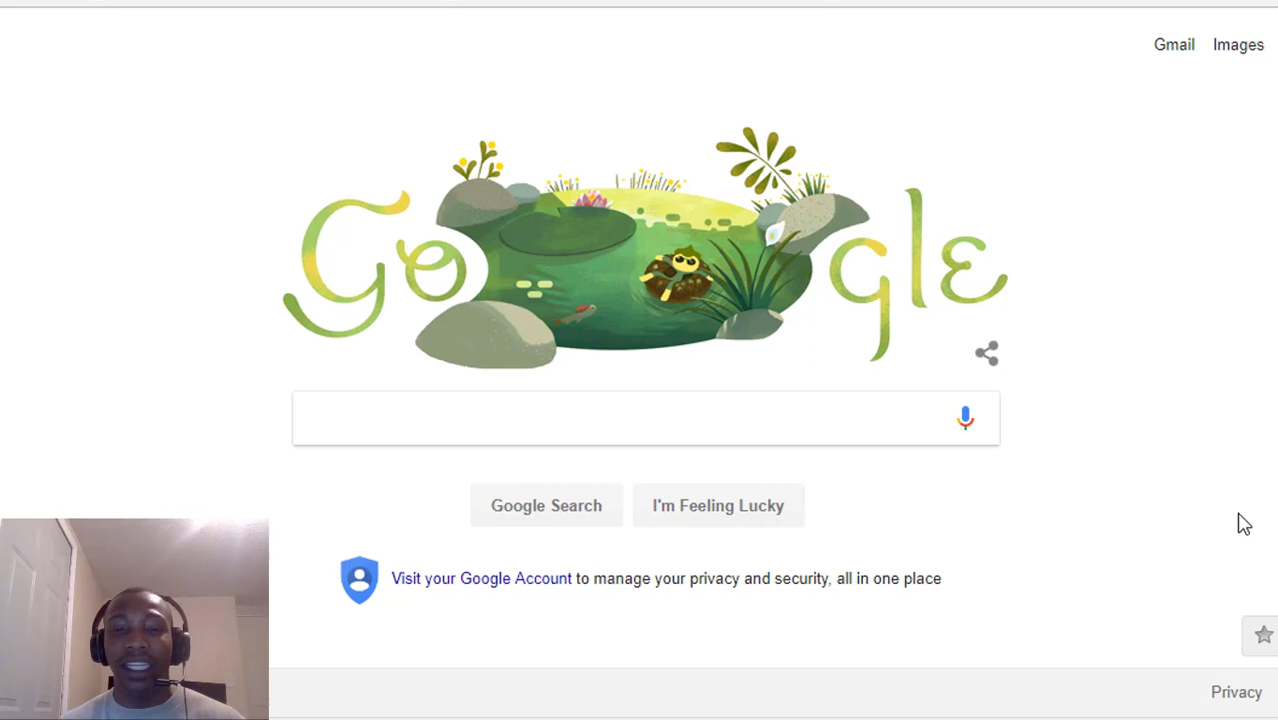 Gmail Images
Google
Google Search I'm Feeling Lucky
Visit your Google Account to manage your privacy and security, all in one place
Privacy